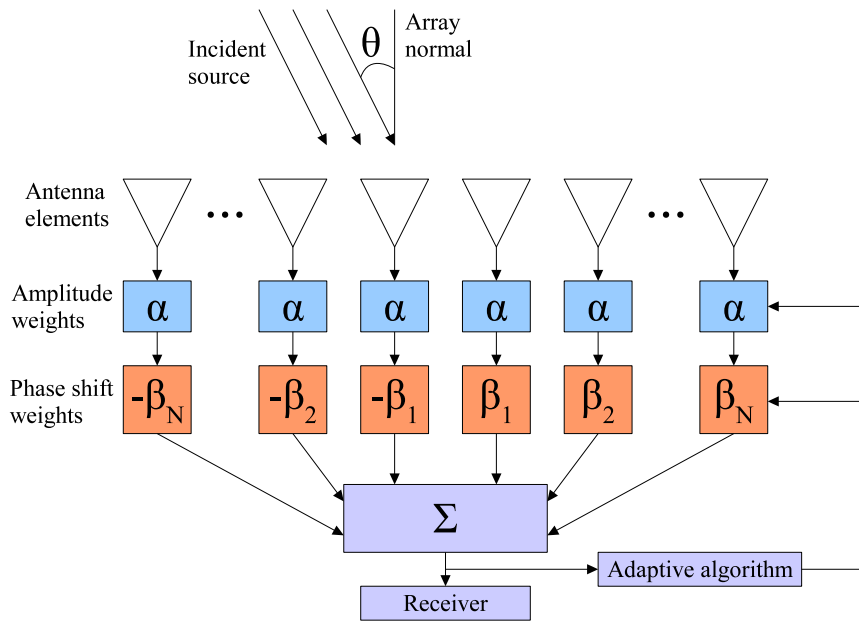 Incident
source
θ
Array
normal
Antenna
elements
... ...
Amplitude
weights
α α α α α α
Phase shift
weights
-β_N -β_2 -β_1 β_1 β_2 β_N
Σ
Adaptive algorithm
Receiver